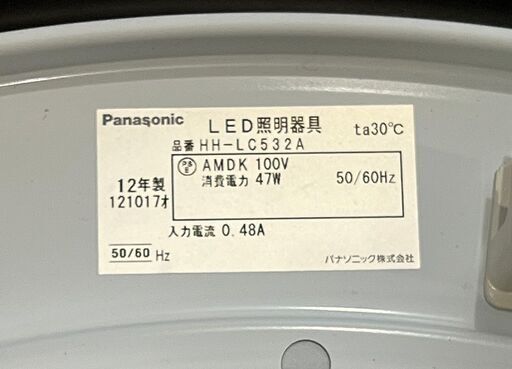 Panasonic LED照明器具 ta30℃
品番 HH-LC532A
AMDK 100V
消費電力 47W 50/60Hz
12年製
121017オ
入力電流 0.48A
50/60 Hz
パナソニック株式会社